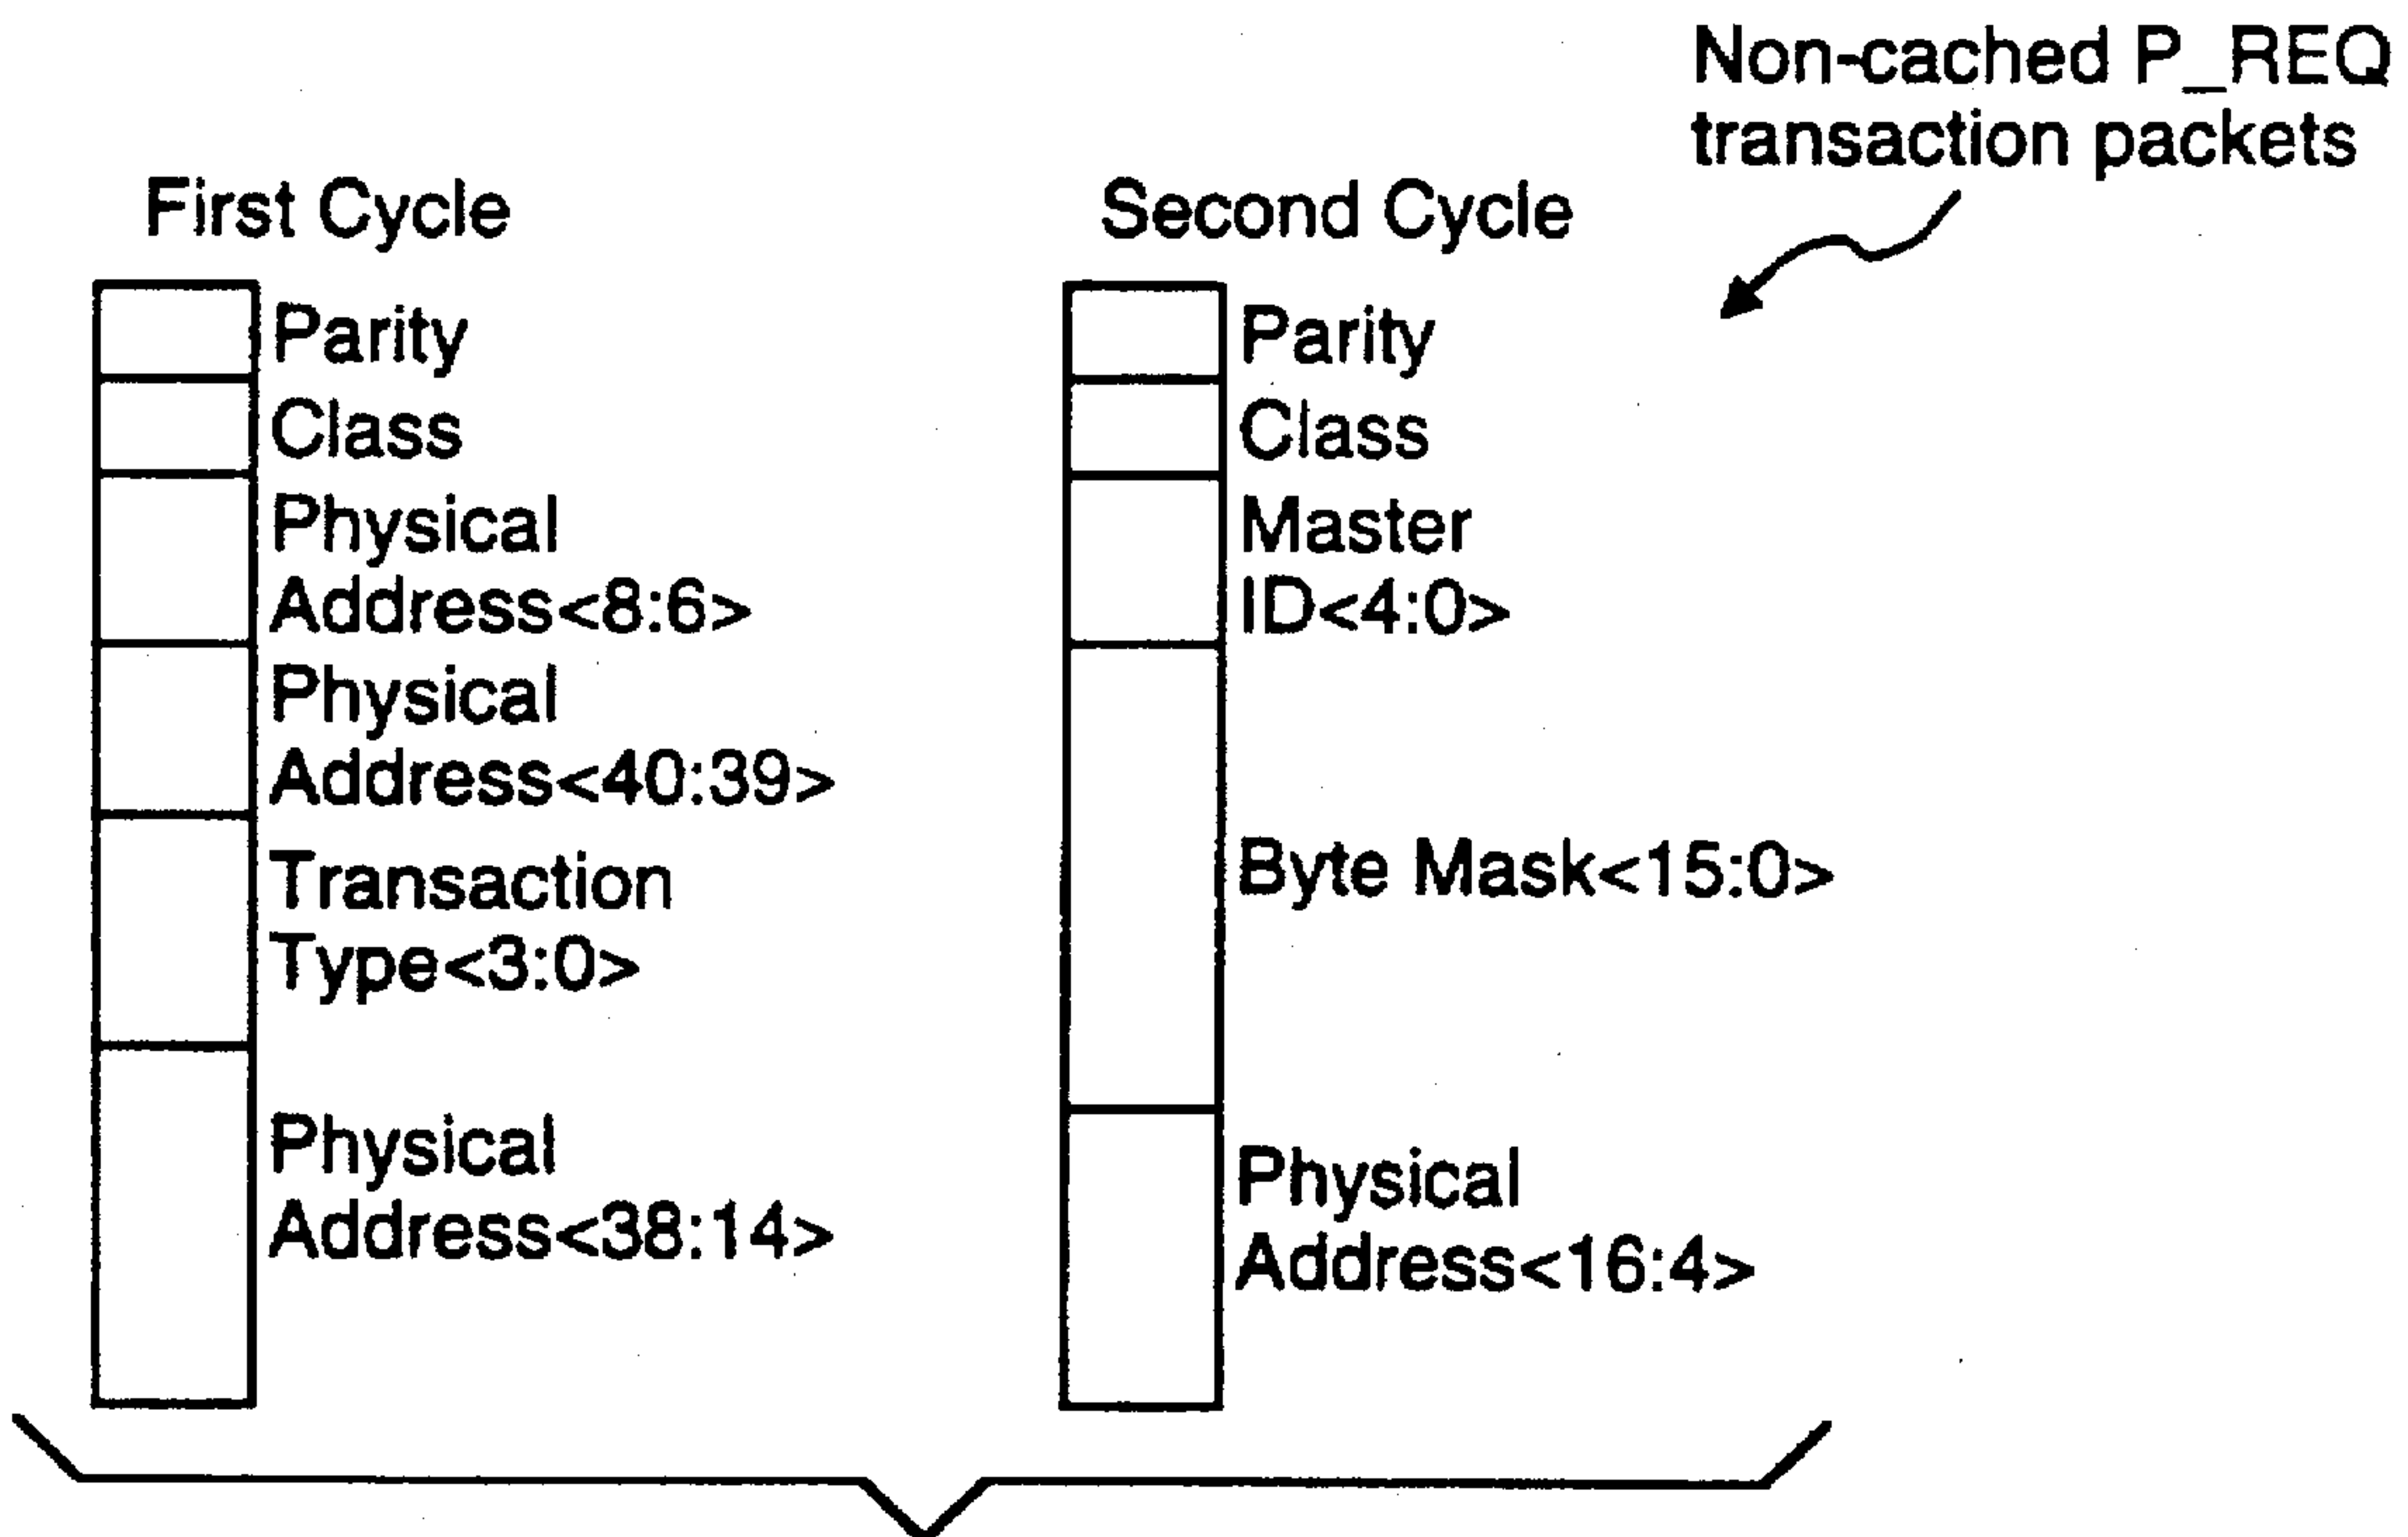 Non-cached P_REQ
transaction packets
First Cycle
Parity
Class
Physical
Address<8:6>
Physical
Address<40:39>
Transaction
Type<3:0>
Physical
Address<38:14>
Second Cycle
Parity
Class
Master
ID<4:0>
Byte Mask<15:0>
Physical
Address<16:4>